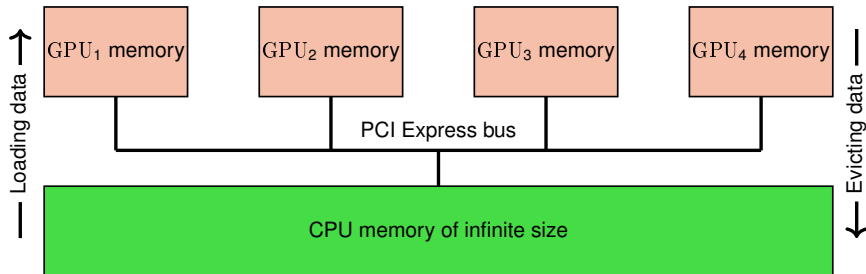 GPU₁ memory
GPU₂ memory
GPU₃ memory
GPU₄ memory
Loading data
Evicting data
PCI Express bus
CPU memory of infinite size